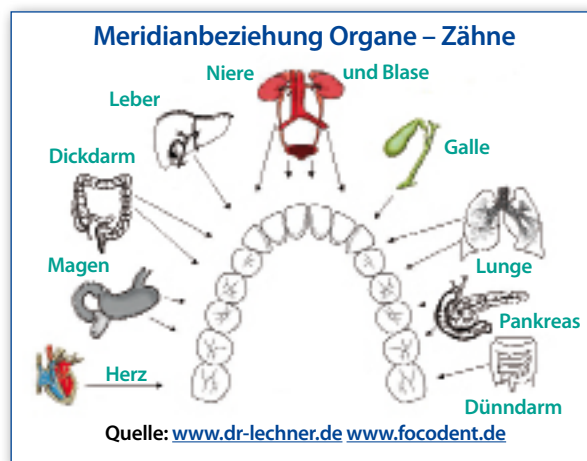 Meridianbeziehung Organe – Zähne
Niere und Blase
Leber
Galle
Dickdarm
Lunge
Magen
Pankreas
Herz
Dünndarm
Quelle: www.dr-lechner.de www.focodent.de